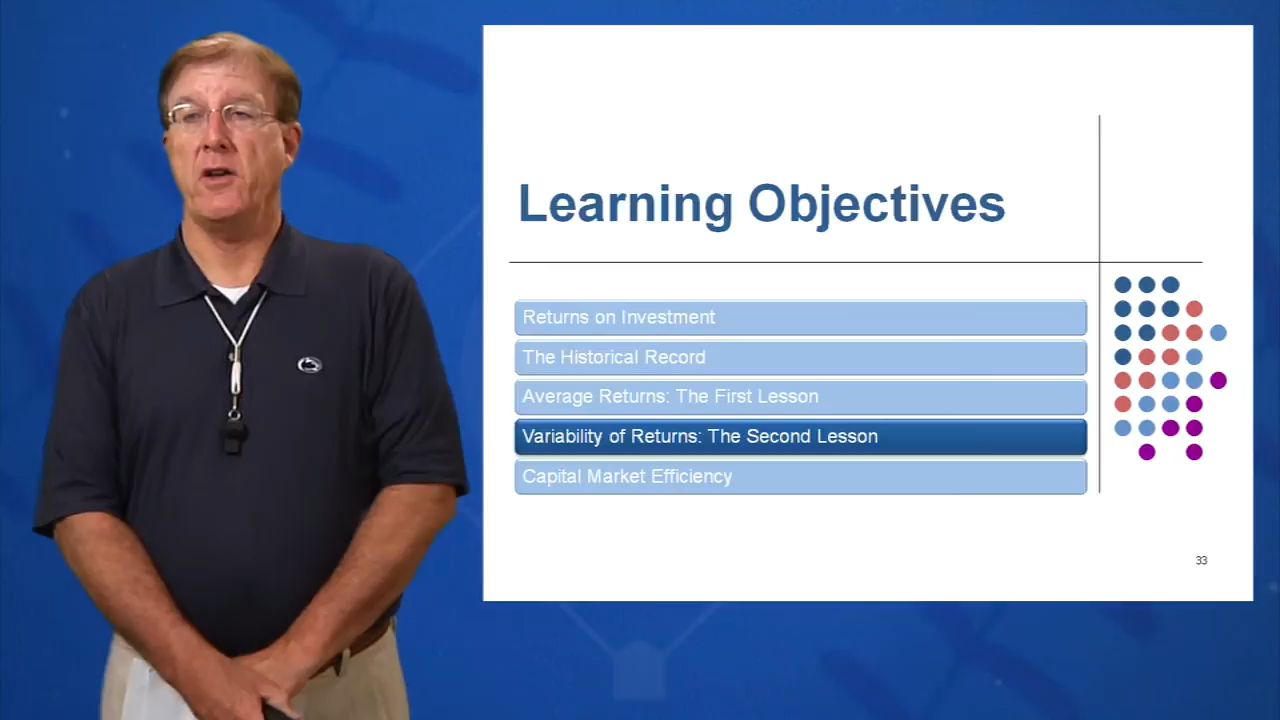 Learning Objectives
Returns on Investment
The Historical Record
Average Returns: The First Lesson
Variability of Returns: The Second Lesson
Capital Market Efficiency
33